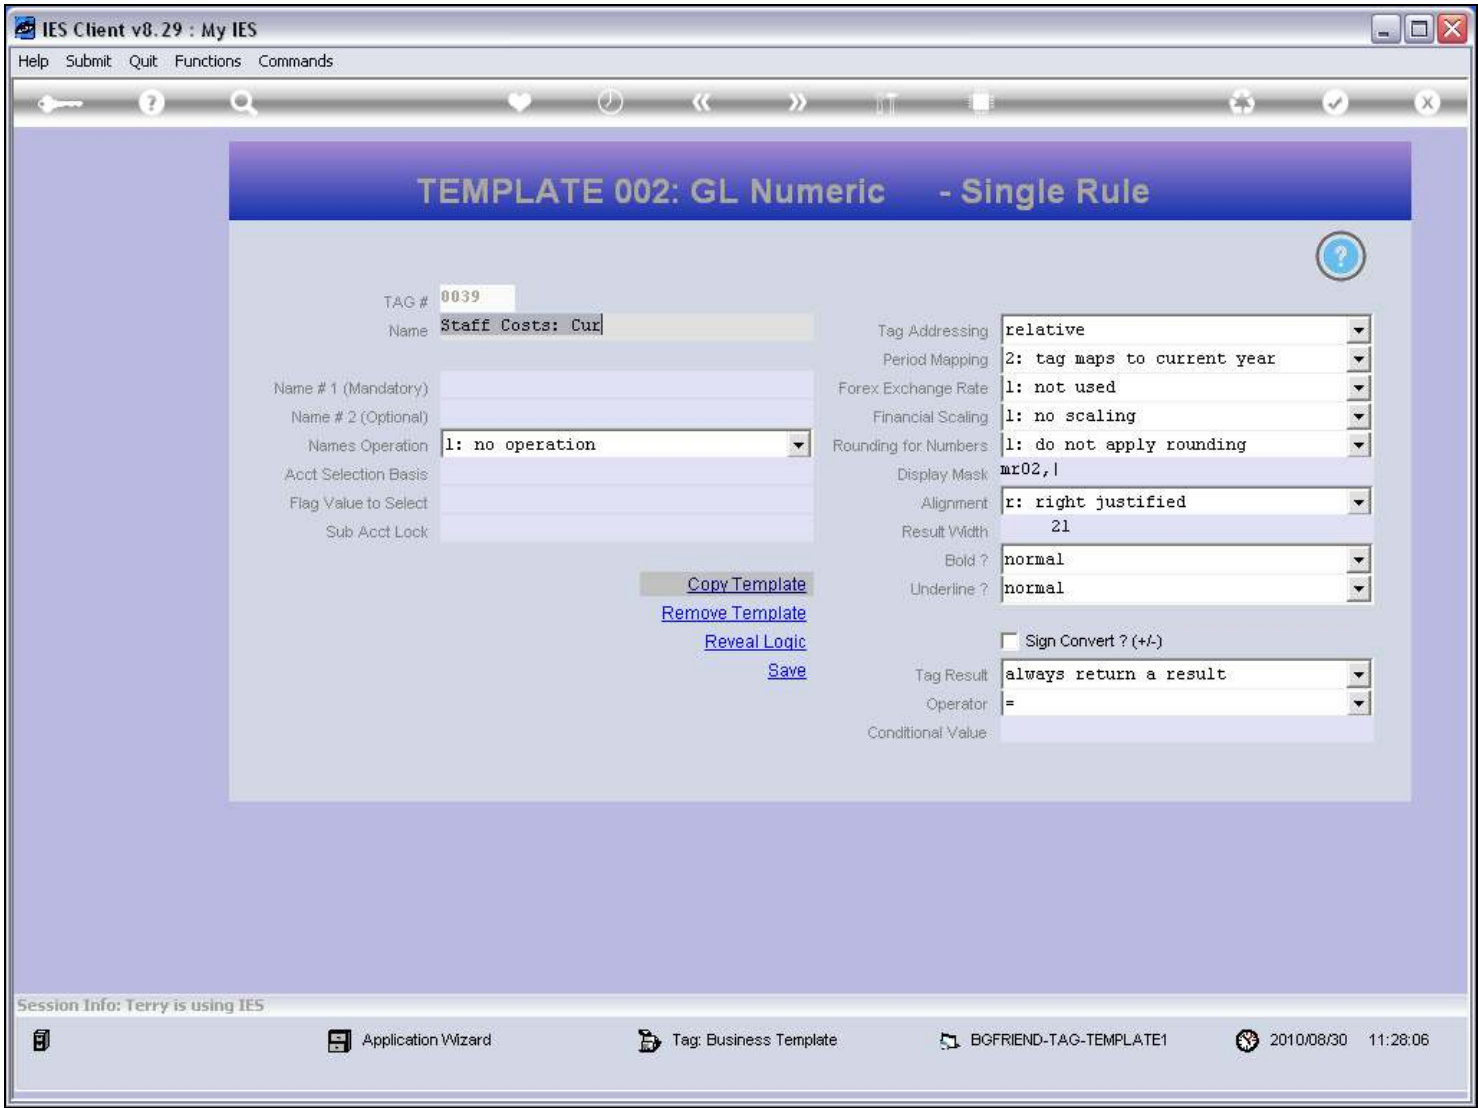 IES Client v8.29 : My IES
Help Submit Quit Functions Commands
TEMPLATE 002: GL Numeric - Single Rule
TAG # 0039
Name Staff Costs: Cur
Name # 1 (Mandatory)
Name # 2 (Optional)
Names Operation 1: no operation
Acct Selection Basis
Flag Value to Select
Sub Acct Lock
Copy Template
Remove Template
Reveal Logic
Save
Tag Addressing relative
Period Mapping 2: tag maps to current year
Forex Exchange Rate 1: not used
Financial Scaling 1: no scaling
Rounding for Numbers 1: do not apply rounding
Display Mask mr02,|
Alignment r: right justified
Result Width 21
Bold ? normal
Underline ? normal
Sign Convert ? (+/-)
Tag Result always return a result
Operator =
Conditional Value
Session Info: Terry is using IES
Application Wizard Tag: Business Template BGFRIEND-TAG-TEMPLATE1 2010/08/30 11:28:06